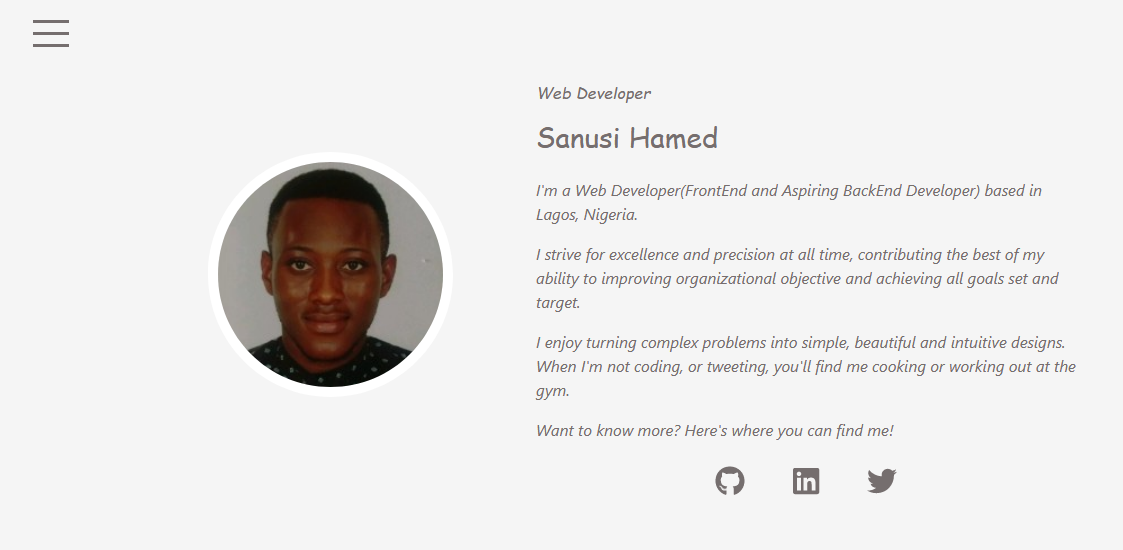 Web Developer
Sanusi Hamed
I'm a Web Developer(FrontEnd and Aspiring BackEnd Developer) based in
Lagos, Nigeria.
I strive for excellence and precision at all time, contributing the best of my
ability to improving organizational objective and achieving all goals set and
target.
I enjoy turning complex problems into simple, beautiful and intuitive designs.
When I'm not coding, or tweeting, you'll find me cooking or working out at the
gym.
Want to know more? Here's where you can find me!
in